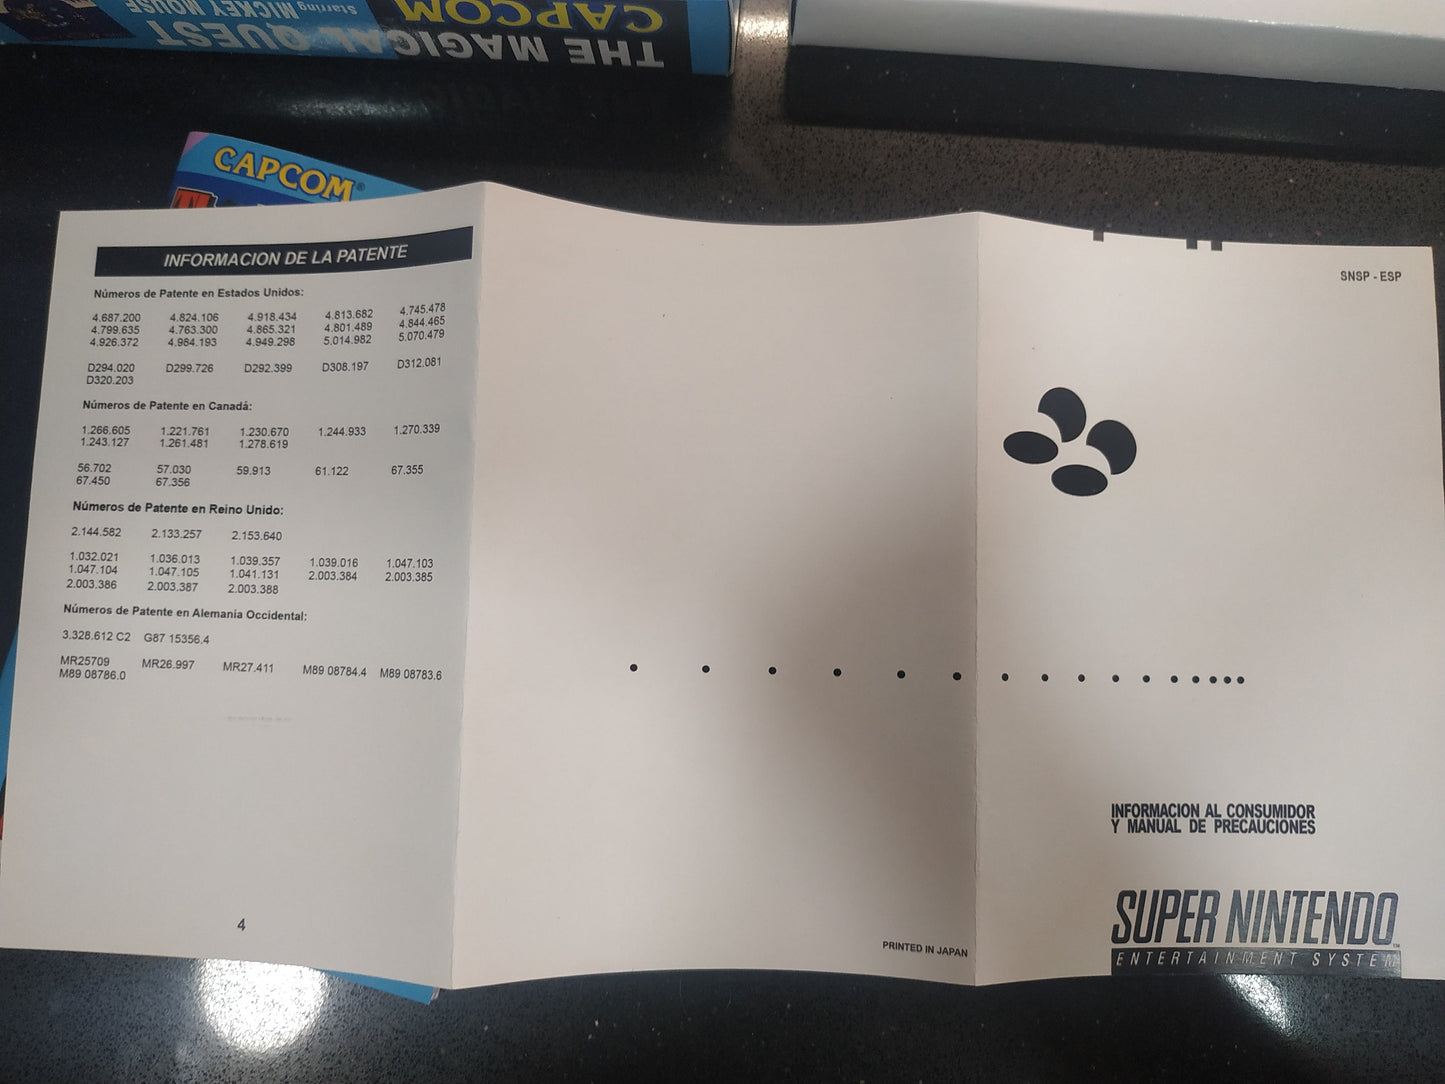 THE MAGICAL QUEST
starring MICKEY MOUSE
CAPCOM
CAPCOM®
INFORMACION DE LA PATENTE
Números de Patente en Estados Unidos:
4.687.200 4.824.106 4.918.434 4.813.682 4.745.478
4.799.635 4.763.300 4.865.321 4.801.489 4.844.465
4.926.372 4.984.193 4.949.298 5.014.982 5.070.479
D294.020 D299.726 D292.399 D308.197 D312.081
D320.203
Números de Patente en Canadá:
1.266.605 1.221.761 1.230.670 1.244.933 1.270.339
1.243.127 1.261.481 1.278.619
56.702 57.030 59.913 61.122 67.355
67.450 67.356
Números de Patente en Reino Unido:
2.144.582 2.133.257 2.153.640
1.032.021 1.036.013 1.039.357 1.039.016 1.047.103
1.047.104 1.047.105 1.041.131 2.003.384 2.003.385
2.003.386 2.003.387 2.003.388
Números de Patente en Alemania Occidental:
3.328.612 C2 G87 15356.4
MR25709 MR26.997 MR27.411 M89 08784.4 M89 08783.6
M89 08786.0
4
PRINTED IN JAPAN
SNSP - ESP
INFORMACION AL CONSUMIDOR
Y MANUAL DE PRECAUCIONES
SUPER NINTENDO
ENTERTAINMENT SYSTEM